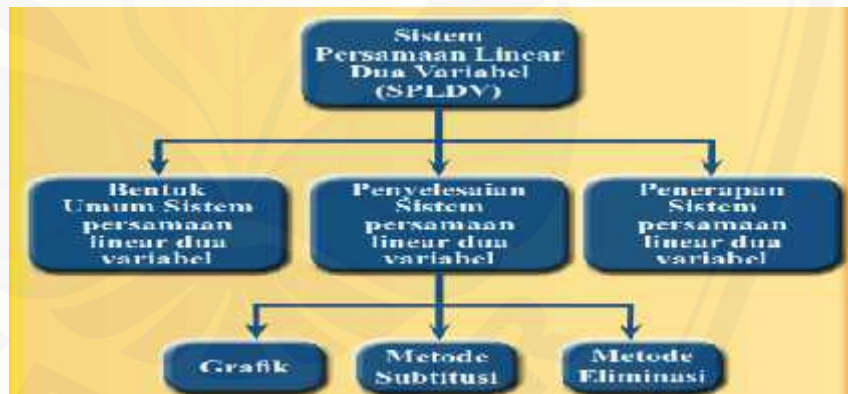 Sistem
Persamaan Linear
Dua Variabel
(SPLDV)
Bentuk
Umum Sistem
persamaan
linear dua
variabel
Penyelesaian
Sistem
persamaan
linear dua
variabel
Penerapan
Sistem
persamaan
linear dua
variabel
Grafik
Metode
Subtitusi
Metode
Eliminasi